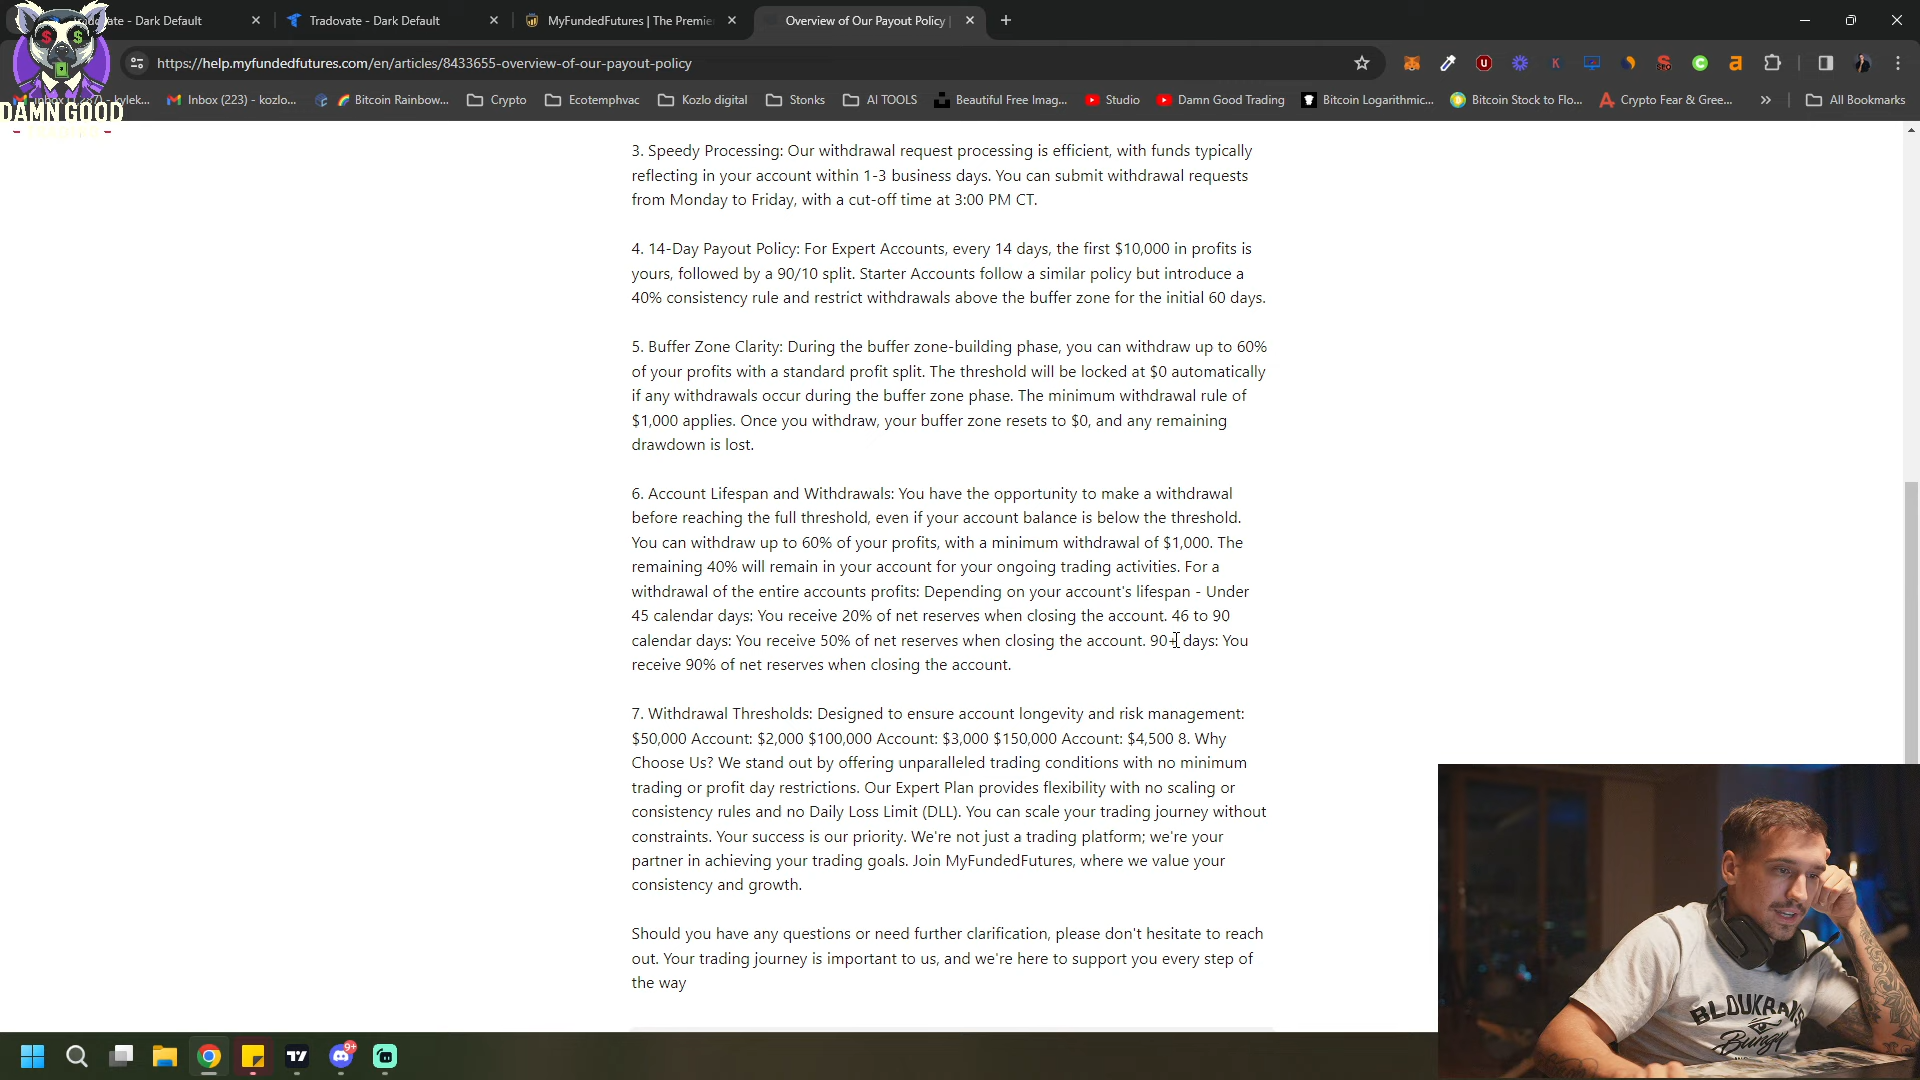 Tradovate - Dark Default
MyFundedFutures | The Premie
Overview of Our Payout Policy
https://help.myfundedfutures.com/en/articles/8433655-overview-of-our-payout-policy
Inbox (223) - kozlo...
Bitcoin Rainbow...
Crypto
Ecotemphvac
Kozlo digital
Stonks
AI TOOLS
Beautiful Free Imag...
Studio
Damn Good Trading
Bitcoin Logarithmic...
Bitcoin Stock to Flo...
Crypto Fear & Gree...
All Bookmarks
DAMN GOOD
3. Speedy Processing: Our withdrawal request processing is efficient, with funds typically
reflecting in your account within 1-3 business days. You can submit withdrawal requests
from Monday to Friday, with a cut-off time at 3:00 PM CT.
4. 14-Day Payout Policy: For Expert Accounts, every 14 days, the first $10,000 in profits is
yours, followed by a 90/10 split. Starter Accounts follow a similar policy but introduce a
40% consistency rule and restrict withdrawals above the buffer zone for the initial 60 days.
5. Buffer Zone Clarity: During the buffer zone-building phase, you can withdraw up to 60%
of your profits with a standard profit split. The threshold will be locked at $0 automatically
if any withdrawals occur during the buffer zone phase. The minimum withdrawal rule of
$1,000 applies. Once you withdraw, your buffer zone resets to $0, and any remaining
drawdown is lost.
6. Account Lifespan and Withdrawals: You have the opportunity to make a withdrawal
before reaching the full threshold, even if your account balance is below the threshold.
You can withdraw up to 60% of your profits, with a minimum withdrawal of $1,000. The
remaining 40% will remain in your account for your ongoing trading activities. For a
withdrawal of the entire accounts profits: Depending on your account's lifespan - Under
45 calendar days: You receive 20% of net reserves when closing the account. 46 to 90
calendar days: You receive 50% of net reserves when closing the account. 90+ days: You
receive 90% of net reserves when closing the account.
7. Withdrawal Thresholds: Designed to ensure account longevity and risk management:
$50,000 Account: $2,000 $100,000 Account: $3,000 $150,000 Account: $4,500 8. Why
Choose Us? We stand out by offering unparalleled trading conditions with no minimum
trading or profit day restrictions. Our Expert Plan provides flexibility with no scaling or
consistency rules and no Daily Loss Limit (DLL). You can scale your trading journey without
constraints. Your success is our priority. We're not just a trading platform; we're your
partner in achieving your trading goals. Join MyFundedFutures, where we value your
consistency and growth.
Should you have any questions or need further clarification, please don't hesitate to reach
out. Your trading journey is important to us, and we're here to support you every step of
the way
BLOUKRANS
Bungy
9+